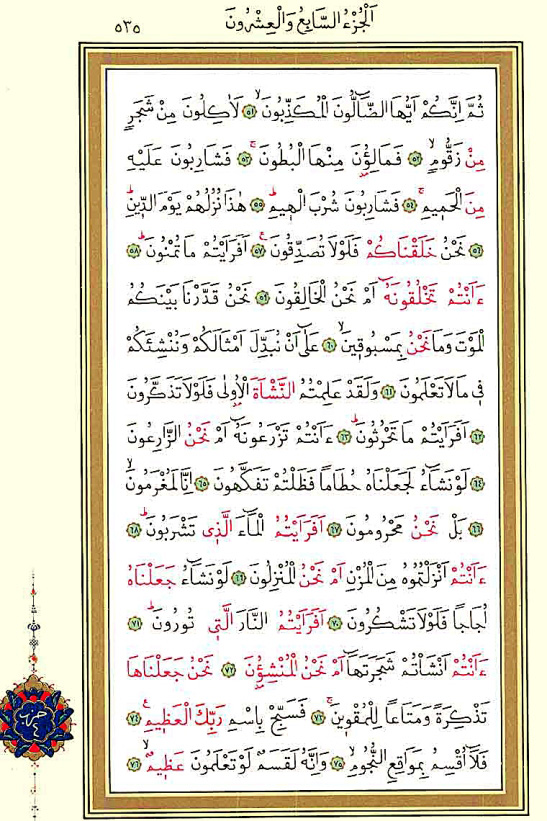 اَلْجُزْءُ السَّابِعُ وَالْعِشْرُونَ
٥٣٥
ثُمَّ اِنَّكُمْ اَيُّهَا الضَّٓالُّونَ الْمُكَذِّبُونَۙ ﴿٥١﴾ لَاٰكِلُونَ مِنْ شَجَرٍ
مِنْ زَقُّومٍۙ ﴿٥٢﴾ فَمَالِؤُ۫نَ مِنْهَا الْبُطُونَۚ ﴿٥٣﴾ فَشَارِبُونَ عَلَيْهِ
مِنَ الْحَمٖيمِۚ ﴿٥٤﴾ فَشَارِبُونَ شُرْبَ الْهٖيمِؕ ﴿٥٥﴾ هٰذَا نُزُلُهُمْ يَوْمَ الدّٖينِؕ
﴿٥٦﴾ نَحْنُ خَلَقْنَاكُمْ فَلَوْلَا تُصَدِّقُونَۚ ﴿٥٧﴾ اَفَرَاَيْتُمْ مَا تُمْنُونَؕ ﴿٥٨﴾
ءَاَنْتُمْ تَخْلُقُونَهُٓ اَمْ نَحْنُ الْخَالِقُونَ ﴿٥٩﴾ نَحْنُ قَدَّرْنَا بَيْنَكُمُ
الْمَوْتَ وَمَا نَحْنُ بِمَسْبُوقٖينَۙ ﴿٦٠﴾ عَلٰٓى اَنْ نُبَدِّلَ اَمْثَالَكُمْ وَنُنْشِئَكُمْ
فٖى مَا لَا تَعْلَمُونَ ﴿٦١﴾ وَلَقَدْ عَلِمْتُمُ النَّشْاَةَ الْاُو۫لٰى فَلَوْلَا تَذَكَّرُونَ
﴿٦٢﴾ اَفَرَاَيْتُمْ مَا تَحْرُثُونَؕ ﴿٦٣﴾ ءَاَنْتُمْ تَزْرَعُونَهُٓ اَمْ نَحْنُ الزَّارِعُونَ
﴿٦٤﴾ لَوْ نَشَٓاءُ لَجَعَلْنَاهُ حُطَامًا فَظَلْتُمْ تَفَكَّهُونَ ﴿٦٥﴾ اِنَّا لَمُغْرَمُونَۙ
﴿٦٦﴾ بَلْ نَحْنُ مَحْرُومُونَ ﴿٦٧﴾ اَفَرَاَيْتُمُ الْمَٓاءَ الَّذٖى تَشْرَبُونَؕ ﴿٦٨﴾
ءَاَنْتُمْ اَنْزَلْتُمُوهُ مِنَ الْمُزْنِ اَمْ نَحْنُ الْمُنْزِلُونَ ﴿٦٩﴾ لَوْ نَشَٓاءُ جَعَلْنَاهُ
اُجَاجًا فَلَوْلَا تَشْكُرُونَ ﴿٧٠﴾ اَفَرَاَيْتُمُ النَّارَ الَّتٖى تُورُونَؕ ﴿٧١﴾
ءَاَنْتُمْ اَنْشَاْتُمْ شَجَرَتَهَٓا اَمْ نَحْنُ الْمُنْشِؤُ۫نَ ﴿٧٢﴾ نَحْنُ جَعَلْنَاهَا
تَذْكِرَةً وَمَتَاعًا لِلْمُقْوٖينَۚ ﴿٧٣﴾ فَسَبِّحْ بِاسْمِ رَبِّكَ الْعَظٖيمِۚ ﴿٧٤﴾
فَلَٓا اُقْسِمُ بِمَوَاقِعِ النُّجُومِۙ ﴿٧٥﴾ وَاِنَّهُ لَقَسَمٌ لَوْ تَعْلَمُونَ عَظٖيمٌۙ ﴿٧٦﴾
حزب
٤